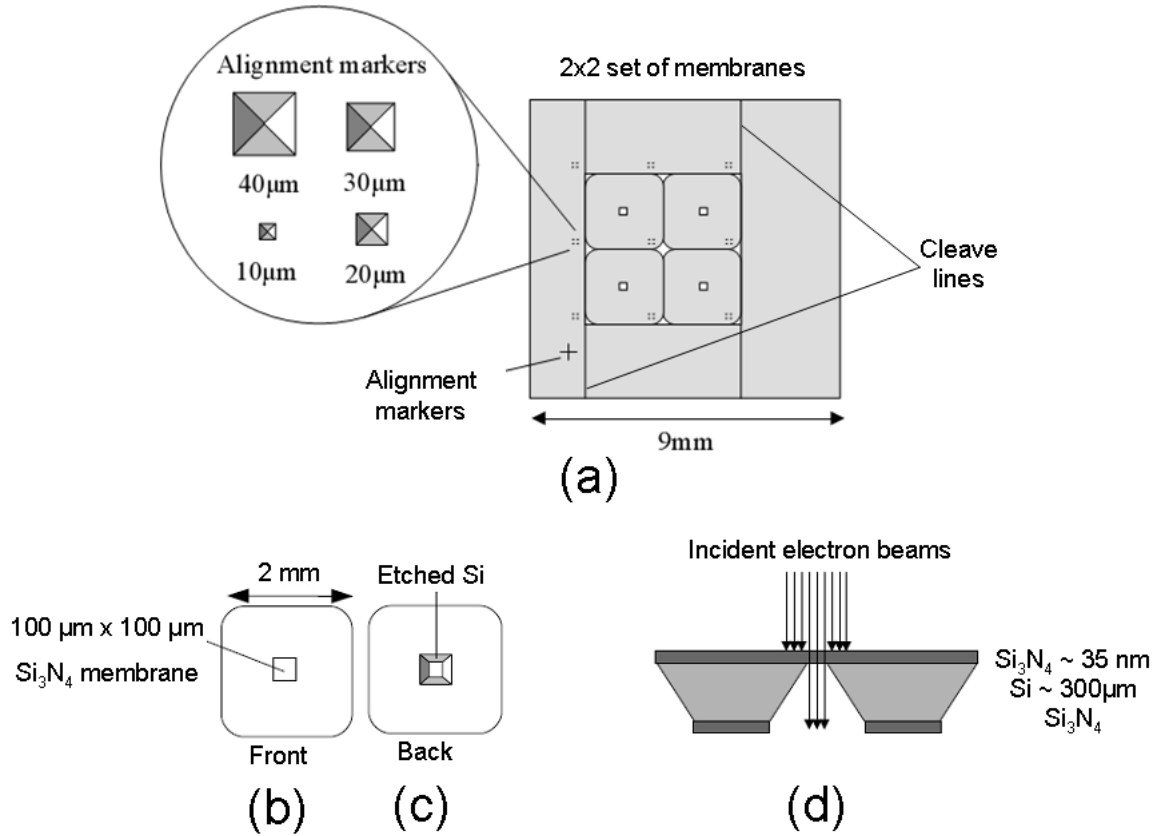 Alignment markers
40μm
30μm
10μm
20μm
2x2 set of membranes
Cleave
lines
Alignment
markers
9mm
(a)
2 mm
100 μm x 100 μm
Si₃N₄ membrane
Front
(b)
Etched Si
Back
(c)
Incident electron beams
Si₃N₄ ~ 35 nm
Si ~ 300μm
Si₃N₄
(d)